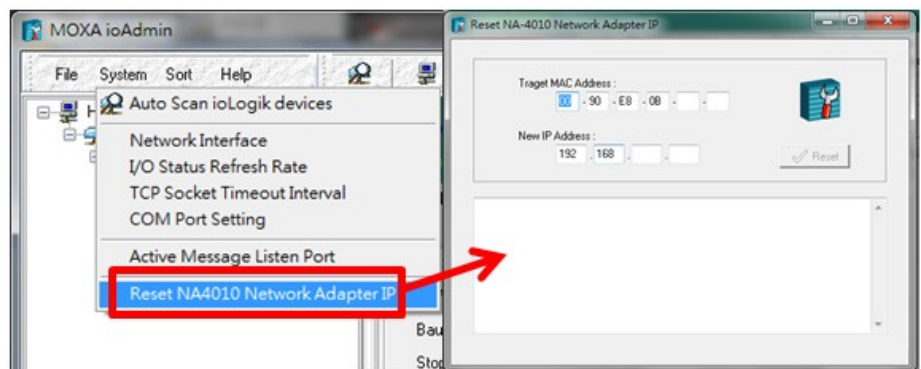 MOXA ioAdmin
File System Sort Help
H
Auto Scan ioLogik devices
Network Interface
I/O Status Refresh Rate
TCP Socket Timeout Interval
COM Port Setting
Active Message Listen Port
Reset NA4010 Network Adapter IP
Bau
Stop
Reset NA-4010 Network Adapter IP
Traget MAC Address :
00 - 90 - E8 - 0B - -
New IP Address :
192 . 168 . .
Reset